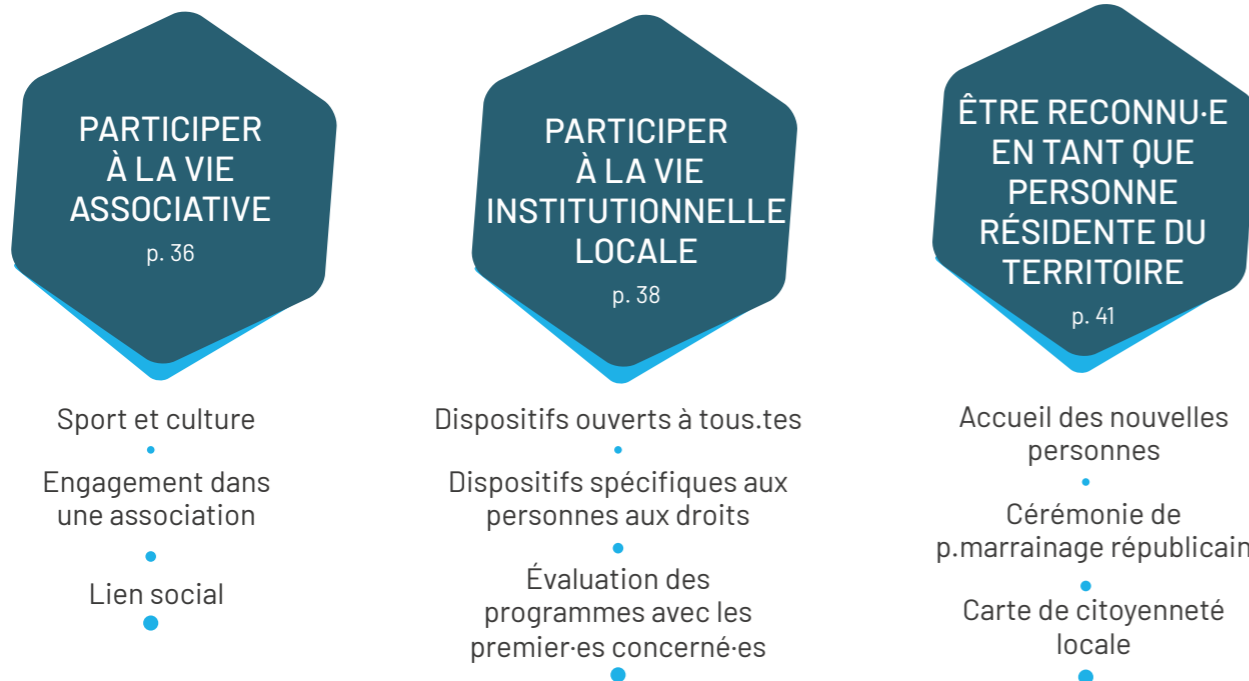 PARTICIPER
À LA VIE
ASSOCIATIVE
p. 36
Sport et culture
Engagement dans
une association
Lien social
PARTICIPER
À LA VIE
INSTITUTIONNELLE
LOCALE
p. 38
Dispositifs ouverts à tous.tes
Dispositifs spécifiques aux
personnes aux droits
Évaluation des
programmes avec les
premier·es concerné·es
ÊTRE RECONNU·E
EN TANT QUE
PERSONNE
RÉSIDENTE DU
TERRITOIRE
p. 41
Accueil des nouvelles
personnes
Cérémonie de
p.marrainage républicain
Carte de citoyenneté
locale